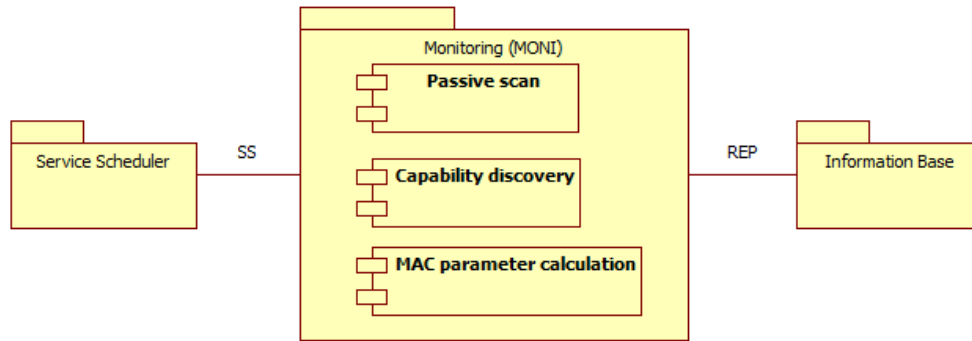 Monitoring (MONI)
Passive scan
Service Scheduler
SS
REP
Information Base
Capability discovery
MAC parameter calculation